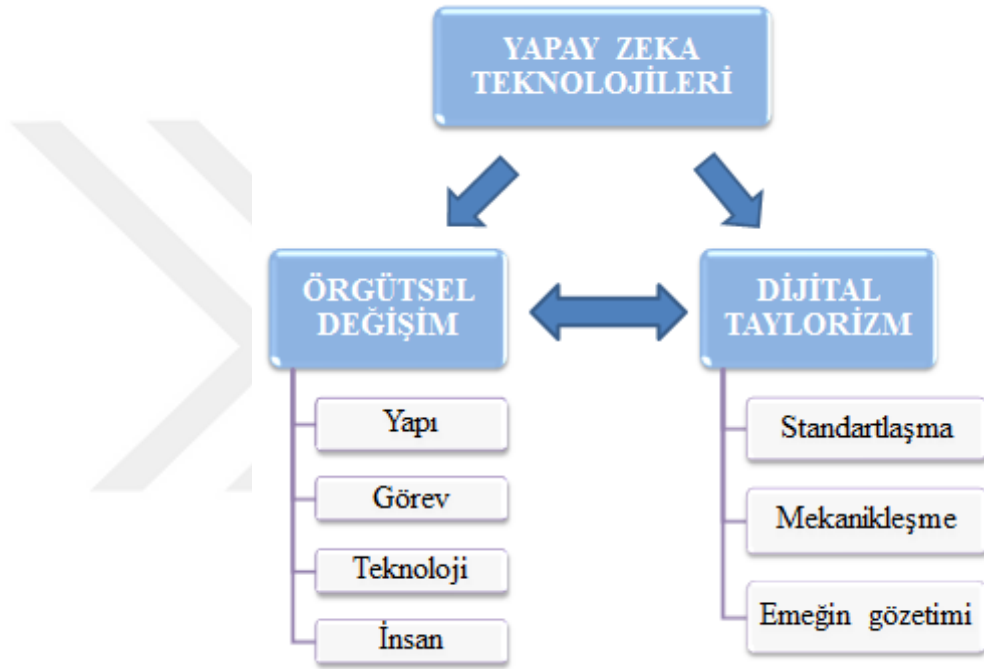 YAPAY ZEKA
TEKNOLOJİLERİ
ÖRGÜTSEL
DEĞİŞİM
Yapı
Görev
Teknoloji
İnsan
DİJİTAL
TAYLORİZM
Standartlaşma
Mekanikleşme
Emeğin gözetimi